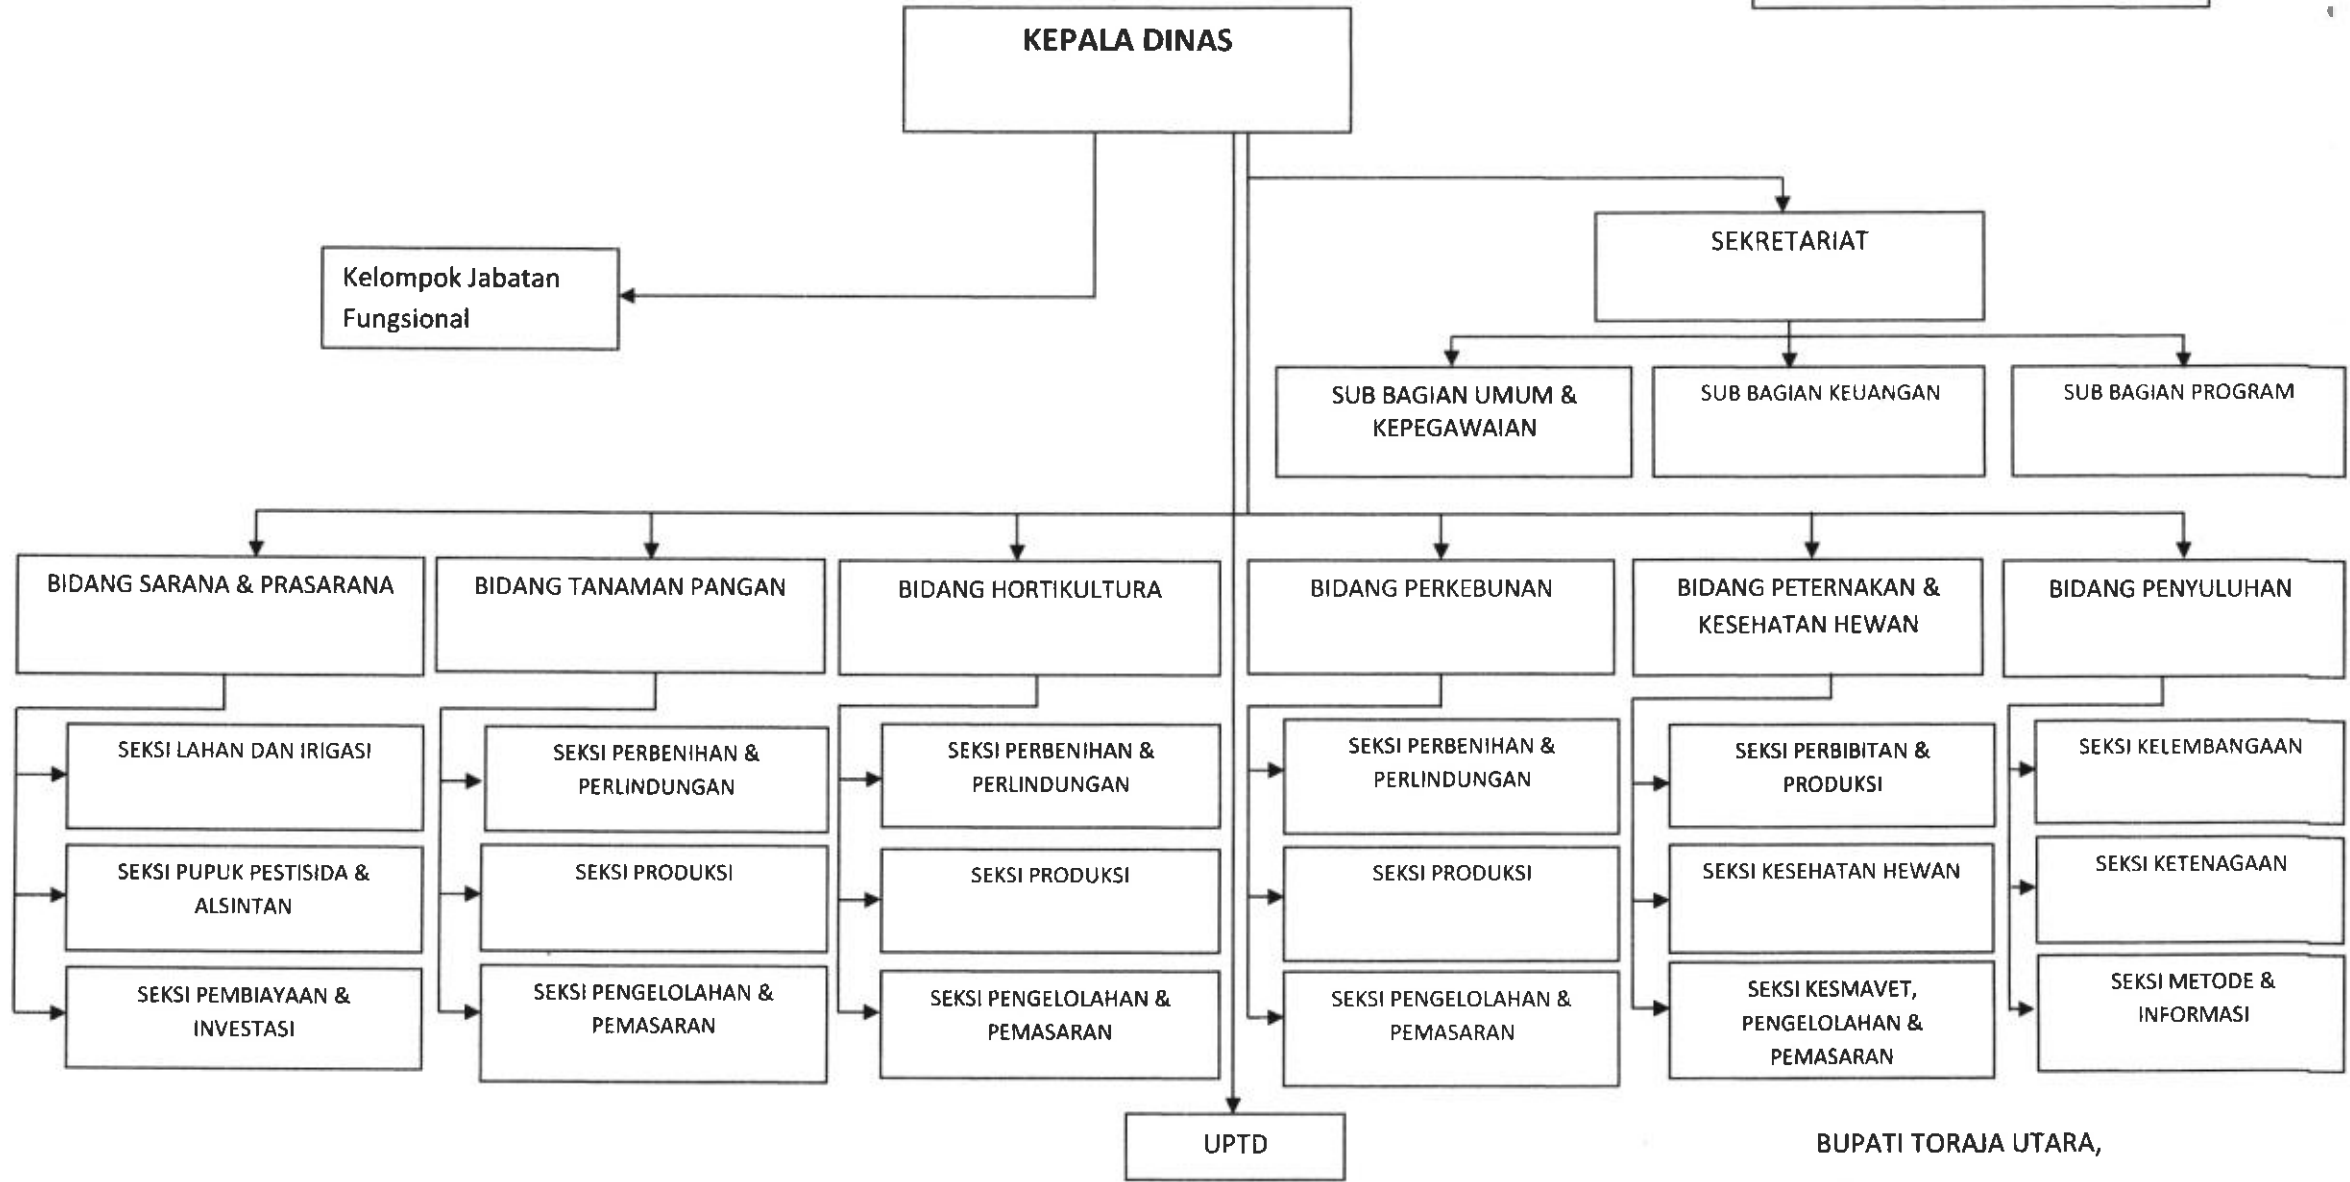 KEPALA DINAS
SEKRETARIAT
Kelompok Jabatan
Fungsional
SUB BAGIAN UMUM &
KEPEGAWAIAN
SUB BAGIAN KEUANGAN
SUB BAGIAN PROGRAM
BIDANG SARANA & PRASARANA
BIDANG TANAMAN PANGAN
BIDANG HORTIKULTURA
BIDANG PERKEBUNAN
BIDANG PETERNAKAN &
KESEHATAN HEWAN
BIDANG PENYULUHAN
SEKSI LAHAN DAN IRIGASI
SEKSI PERBENIHAN &
PERLINDUNGAN
SEKSI PERBENIHAN &
PERLINDUNGAN
SEKSI PERBENIHAN &
PERLINDUNGAN
SEKSI PERBIBITAN &
PRODUKSI
SEKSI KELEMBANGAAN
SEKSI PUPUK PESTISIDA &
ALSINTAN
SEKSI PRODUKSI
SEKSI PRODUKSI
SEKSI PRODUKSI
SEKSI KESEHATAN HEWAN
SEKSI KETENAGAAN
SEKSI PEMBIAYAAN &
INVESTASI
SEKSI PENGELOLAHAN &
PEMASARAN
SEKSI PENGELOLAHAN &
PEMASARAN
SEKSI PENGELOLAHAN &
PEMASARAN
SEKSI KESMAVET,
PENGELOLAHAN &
PEMASARAN
SEKSI METODE &
INFORMASI
UPTD
BUPATI TORAJA UTARA,